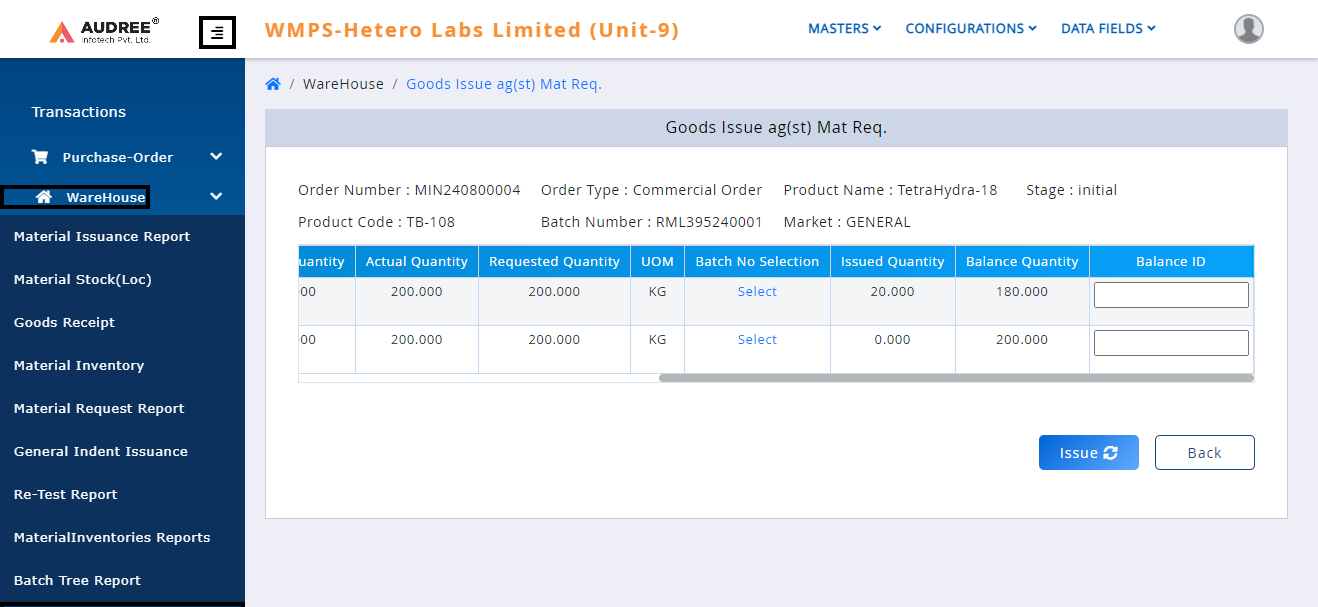 AUDREE®
Infotech Pvt. Ltd.
WMPS-Hetero Labs Limited (Unit-9)
MASTERS CONFIGURATIONS DATA FIELDS
/ WareHouse / Goods Issue ag(st) Mat Req.
Transactions
Purchase-Order
WareHouse
Material Issuance Report
Material Stock(Loc)
Goods Receipt
Material Inventory
Material Request Report
General Indent Issuance
Re-Test Report
MaterialInventories Reports
Batch Tree Report
Goods Issue ag(st) Mat Req.
Order Number : MIN240800004 Order Type : Commercial Order Product Name : TetraHydra-18 Stage : initial
Product Code : TB-108 Batch Number : RML395240001 Market : GENERAL
uantity Actual Quantity Requested Quantity UOM Batch No Selection Issued Quantity Balance Quantity Balance ID
00 200.000 200.000 KG Select 20.000 180.000
00 200.000 200.000 KG Select 0.000 200.000
Issue Back